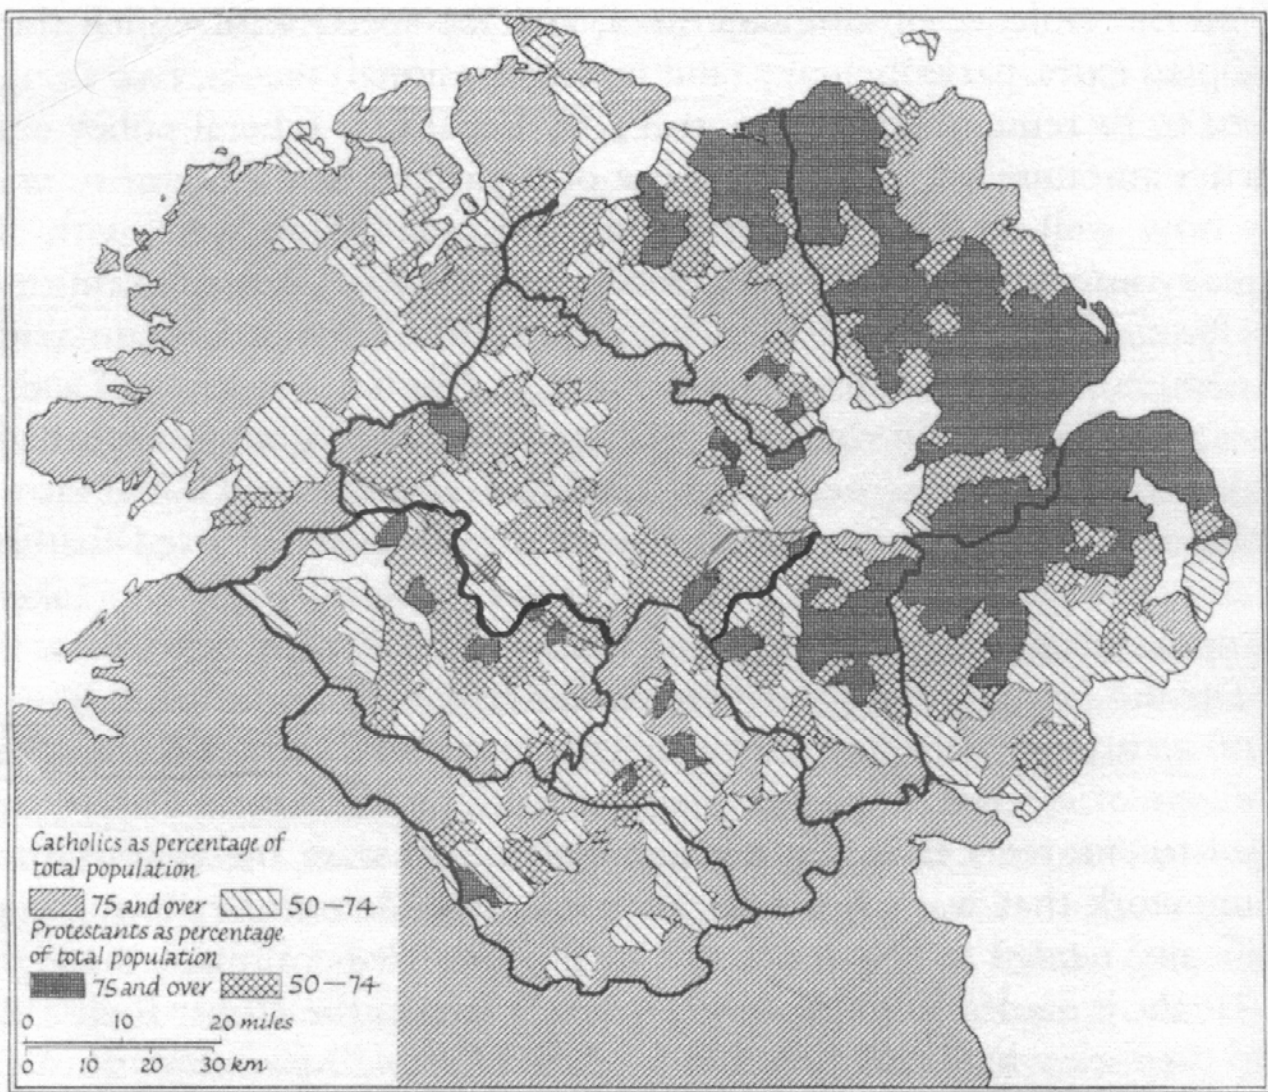 Catholics as percentage of
total population
75 and over 50–74
Protestants as percentage
of total population
75 and over 50–74
0 10 20 miles
0 10 20 30 km